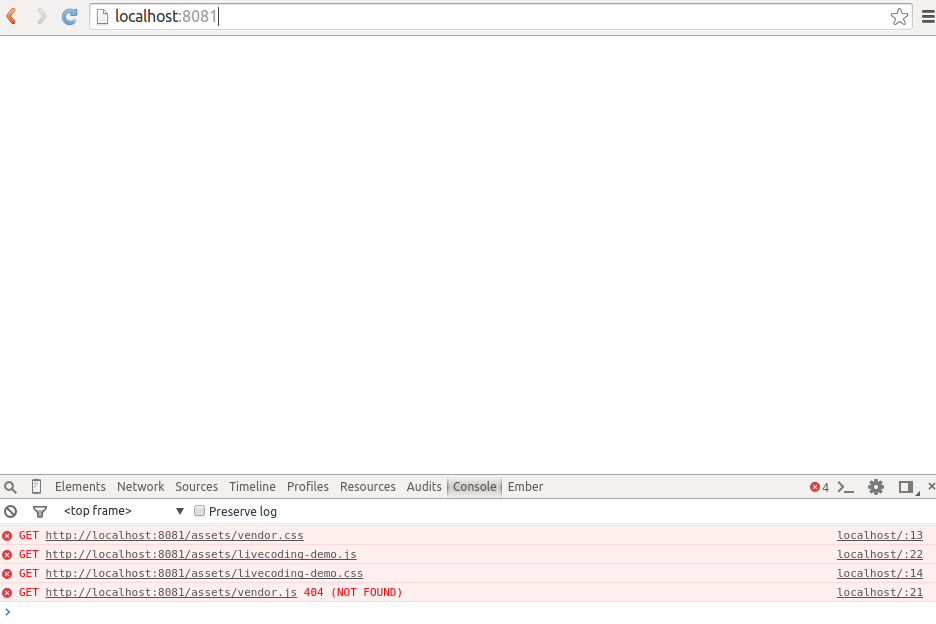 localhost:8081
Elements Network Sources Timeline Profiles Resources Audits Console Ember 4
<top frame> Preserve log
GET http://localhost:8081/assets/vendor.css localhost/:13
GET http://localhost:8081/assets/livecoding-demo.js localhost/:22
GET http://localhost:8081/assets/livecoding-demo.css localhost/:14
GET http://localhost:8081/assets/vendor.js 404 (NOT FOUND) localhost/:21